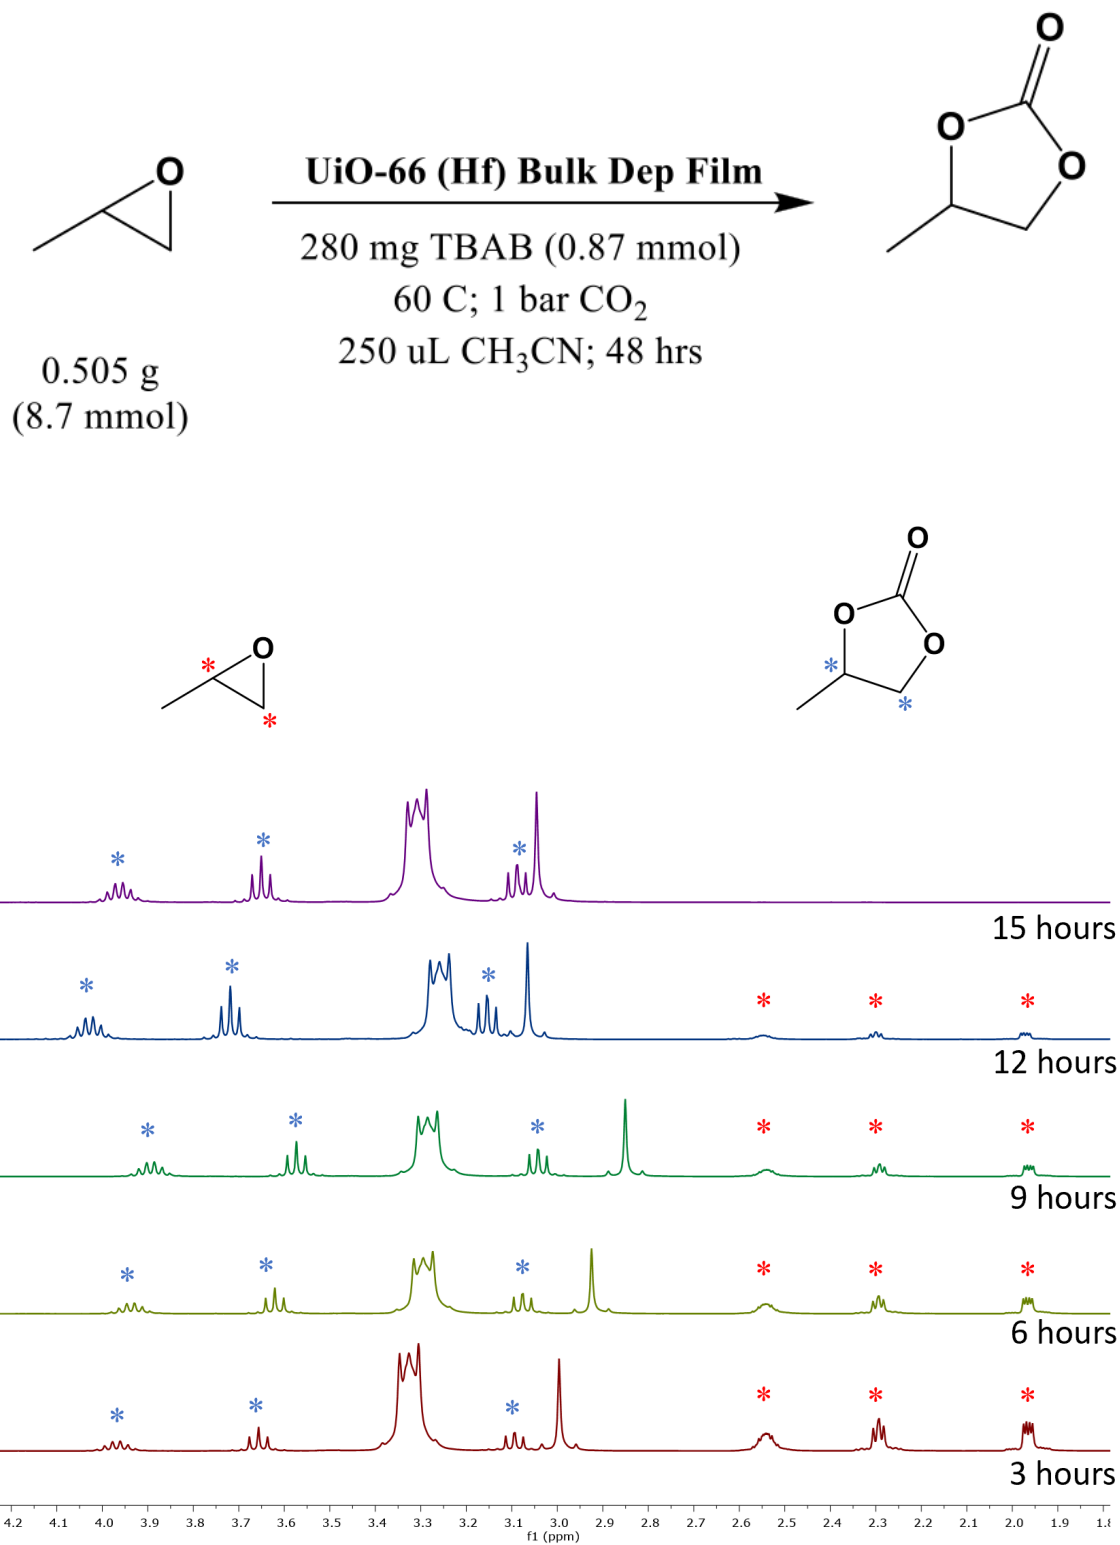 O
O
O
O
UiO-66 (Hf) Bulk Dep Film
280 mg TBAB (0.87 mmol)
60 C; 1 bar CO₂
250 uL CH₃CN; 48 hrs
0.505 g
(8.7 mmol)
O
O
O
O
*
*
*
*
* * *
15 hours
* * * * * *
12 hours
* * * * * *
9 hours
* * * * * *
6 hours
* * * * * *
3 hours
4.2 4.1 4.0 3.9 3.8 3.7 3.6 3.5 3.4 3.3 3.2 3.1 3.0 2.9 2.8 2.7 2.6 2.5 2.4 2.3 2.2 2.1 2.0 1.9 1.8
f1 (ppm)